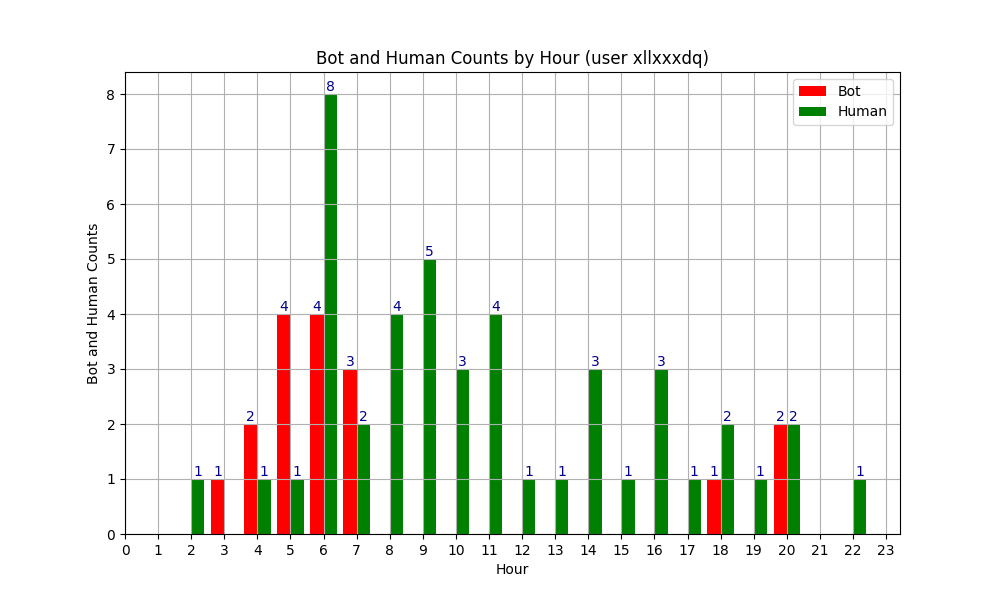 Bot and Human Counts by Hour (user xllxxxdq)
Bot
Human
Bot and Human Counts
8
7
6
5
4
3
2
1
0
1 1 2 1 4 1 4 8 3 2 4 5 3 4 1 1 3 1 3 1 1 2 1 2 2 1
0 1 2 3 4 5 6 7 8 9 10 11 12 13 14 15 16 17 18 19 20 21 22 23
Hour